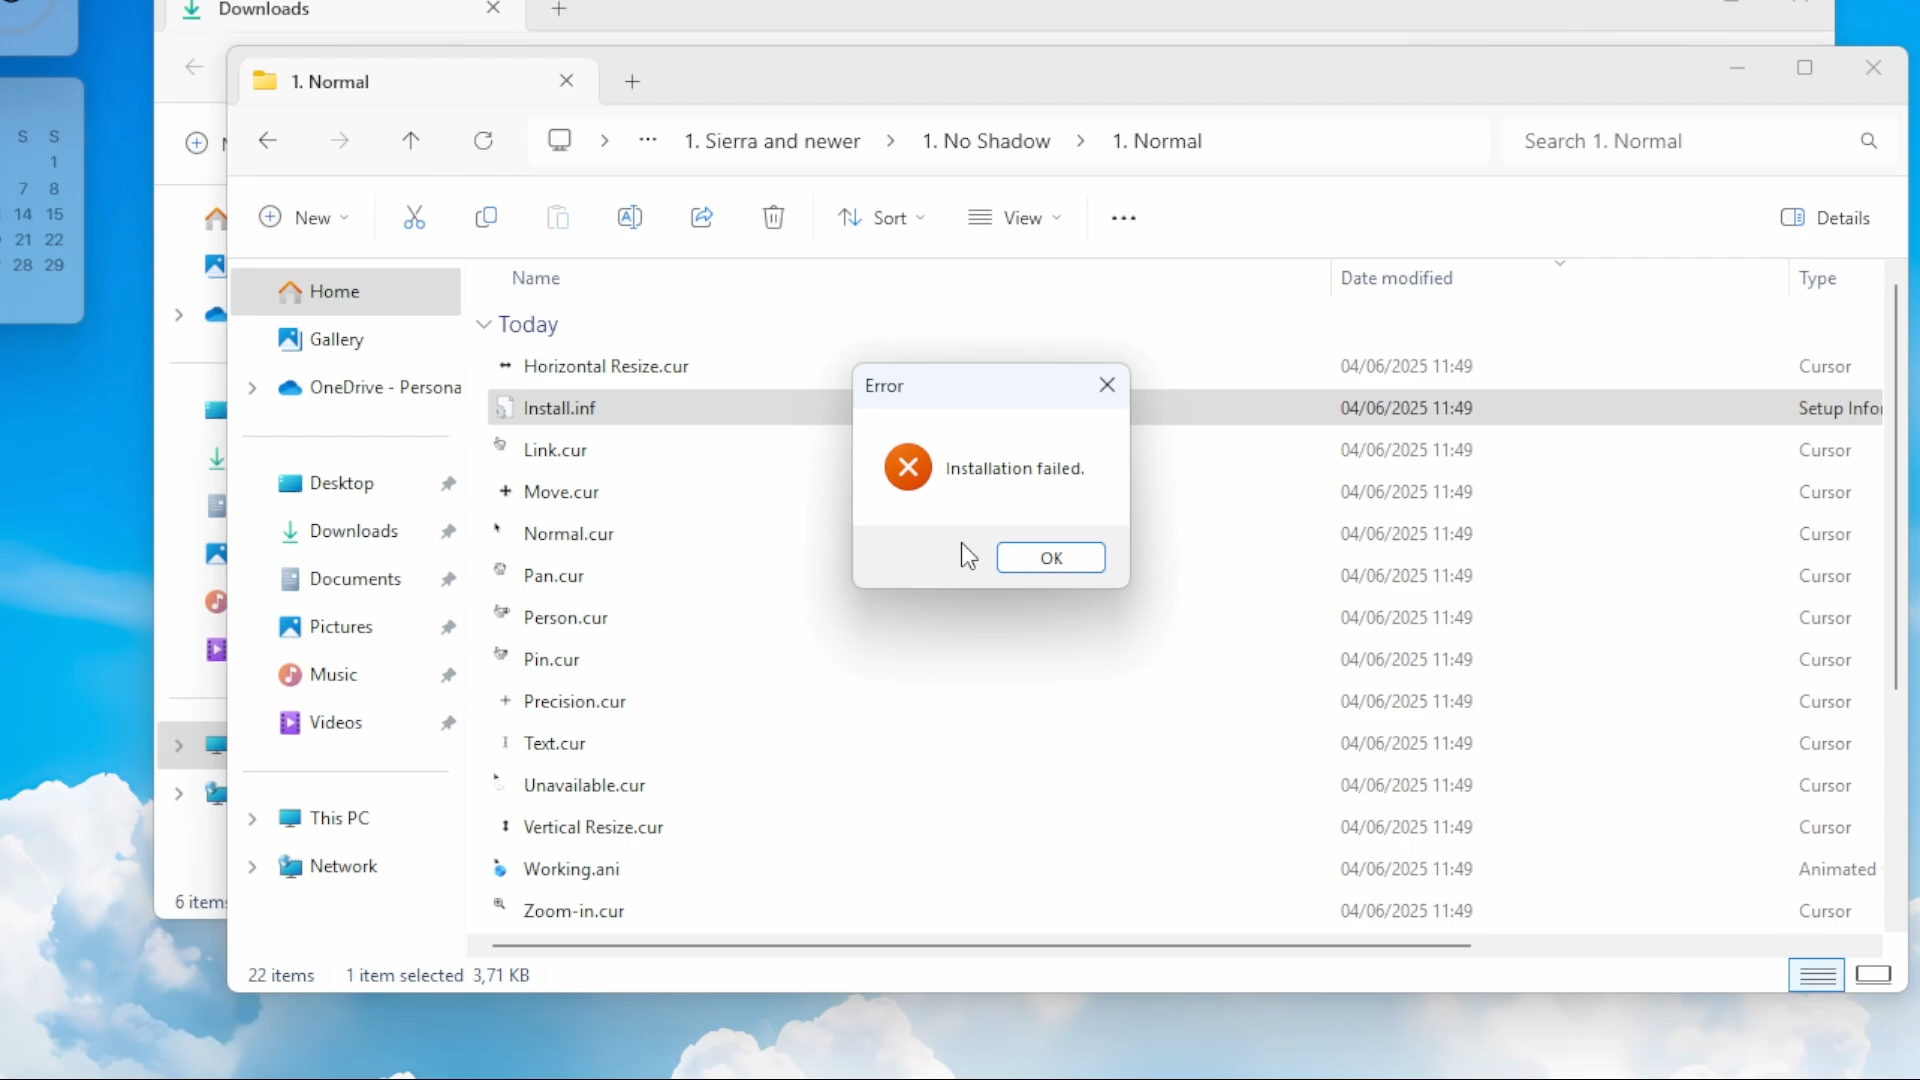 Downloads
1. Normal
1. Sierra and newer
1. No Shadow
1. Normal
Search 1. Normal
New
Sort
View
Details
S S
1
7 8
14 15
21 22
28 29
Home
Gallery
OneDrive - Persona
Desktop
Downloads
Documents
Pictures
Music
Videos
This PC
Network
6 items
Name Date modified Type
Today
Horizontal Resize.cur 04/06/2025 11:49 Cursor
Install.inf 04/06/2025 11:49 Setup Infor
Link.cur 04/06/2025 11:49 Cursor
Move.cur 04/06/2025 11:49 Cursor
Normal.cur 04/06/2025 11:49 Cursor
Pan.cur 04/06/2025 11:49 Cursor
Person.cur 04/06/2025 11:49 Cursor
Pin.cur 04/06/2025 11:49 Cursor
Precision.cur 04/06/2025 11:49 Cursor
Text.cur 04/06/2025 11:49 Cursor
Unavailable.cur 04/06/2025 11:49 Cursor
Vertical Resize.cur 04/06/2025 11:49 Cursor
Working.ani 04/06/2025 11:49 Animated
Zoom-in.cur 04/06/2025 11:49 Cursor
Error
Installation failed.
OK
22 items 1 item selected 3,71 KB